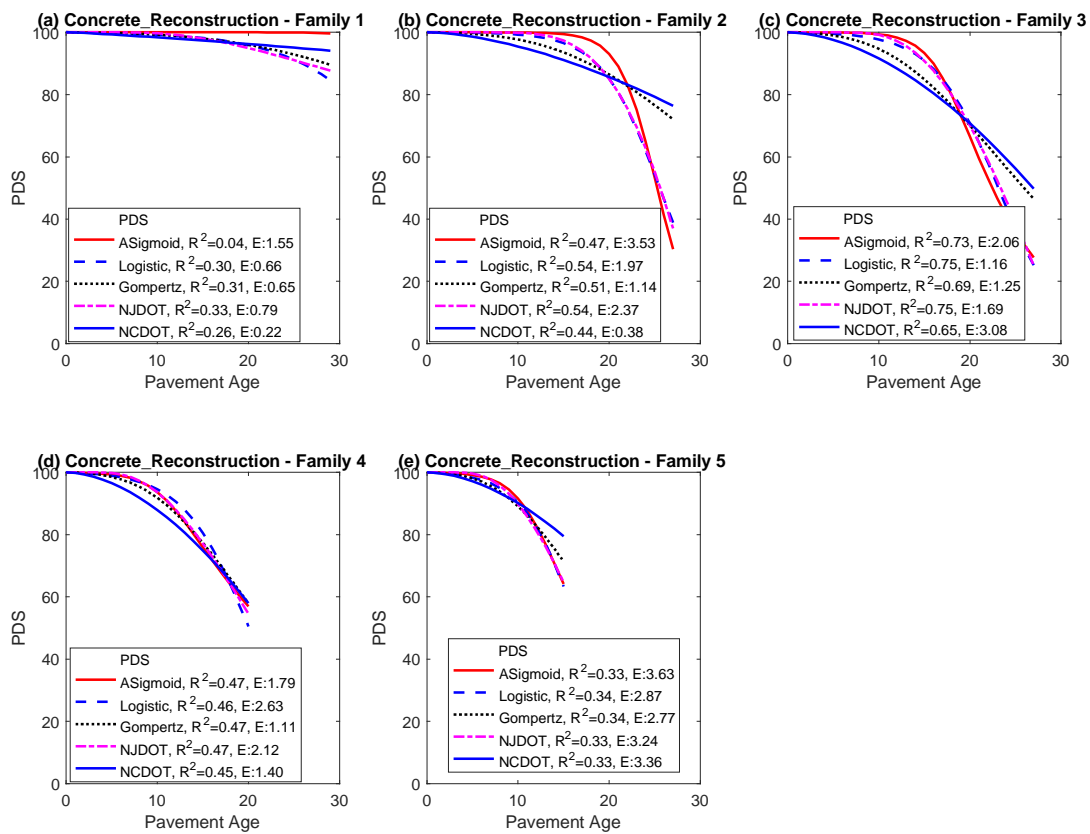 (a) Concrete_Reconstruction - Family 1
100
80
60
40
20
0
PDS
PDS
ASigmoid, R²=0.04, E:1.55
Logistic, R²=0.30, E:0.66
Gompertz, R²=0.31, E:0.65
NJDOT, R²=0.33, E:0.79
NCDOT, R²=0.26, E:0.22
0 10 20 30
Pavement Age
(b) Concrete_Reconstruction - Family 2
100
80
60
40
20
0
PDS
PDS
ASigmoid, R²=0.47, E:3.53
Logistic, R²=0.54, E:1.97
Gompertz, R²=0.51, E:1.14
NJDOT, R²=0.54, E:2.37
NCDOT, R²=0.44, E:0.38
0 10 20 30
Pavement Age
(c) Concrete_Reconstruction - Family 3
100
80
60
40
20
0
PDS
PDS
ASigmoid, R²=0.73, E:2.06
Logistic, R²=0.75, E:1.16
Gompertz, R²=0.69, E:1.25
NJDOT, R²=0.75, E:1.69
NCDOT, R²=0.65, E:3.08
0 10 20 30
Pavement Age
(d) Concrete_Reconstruction - Family 4
100
80
60
40
20
0
PDS
PDS
ASigmoid, R²=0.47, E:1.79
Logistic, R²=0.46, E:2.63
Gompertz, R²=0.47, E:1.11
NJDOT, R²=0.47, E:2.12
NCDOT, R²=0.45, E:1.40
0 10 20 30
Pavement Age
(e) Concrete_Reconstruction - Family 5
100
80
60
40
20
0
PDS
PDS
ASigmoid, R²=0.33, E:3.63
Logistic, R²=0.34, E:2.87
Gompertz, R²=0.34, E:2.77
NJDOT, R²=0.33, E:3.24
NCDOT, R²=0.33, E:3.36
0 10 20 30
Pavement Age